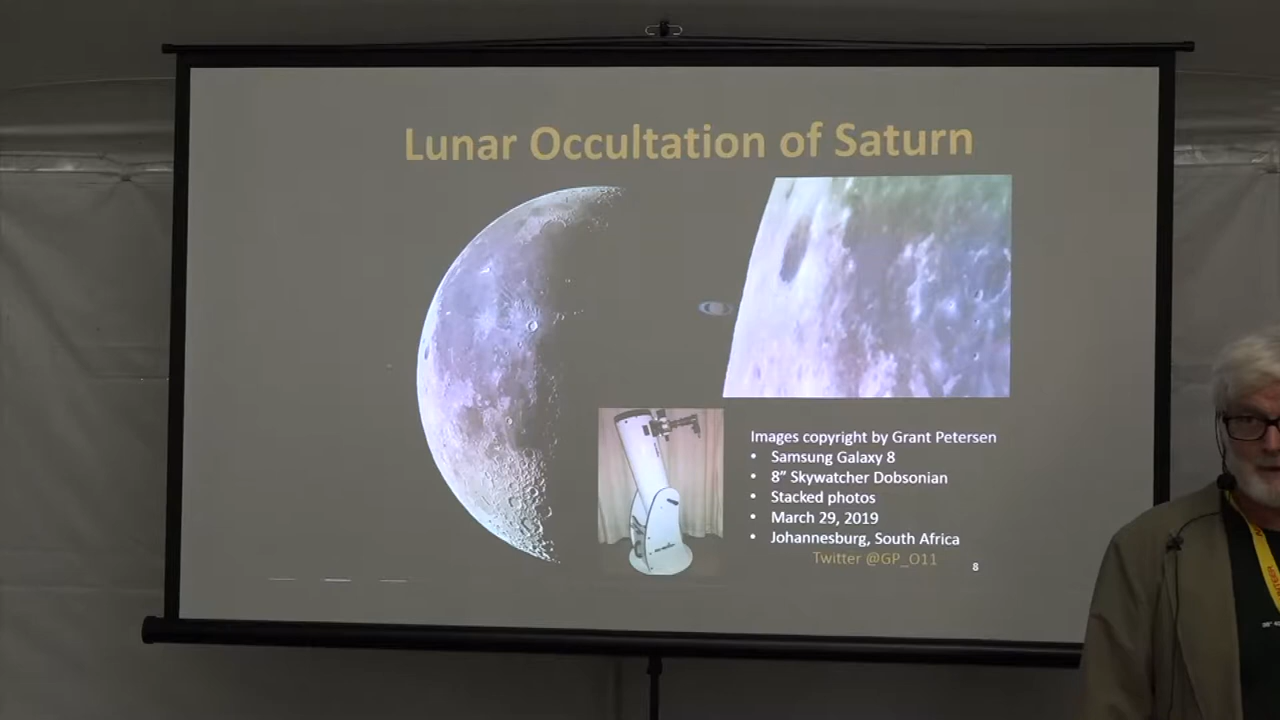 Lunar Occultation of Saturn
Images copyright by Grant Petersen
• Samsung Galaxy 8
• 8” Skywatcher Dobsonian
• Stacked photos
• March 29, 2019
• Johannesburg, South Africa
Twitter @GP_O11
8